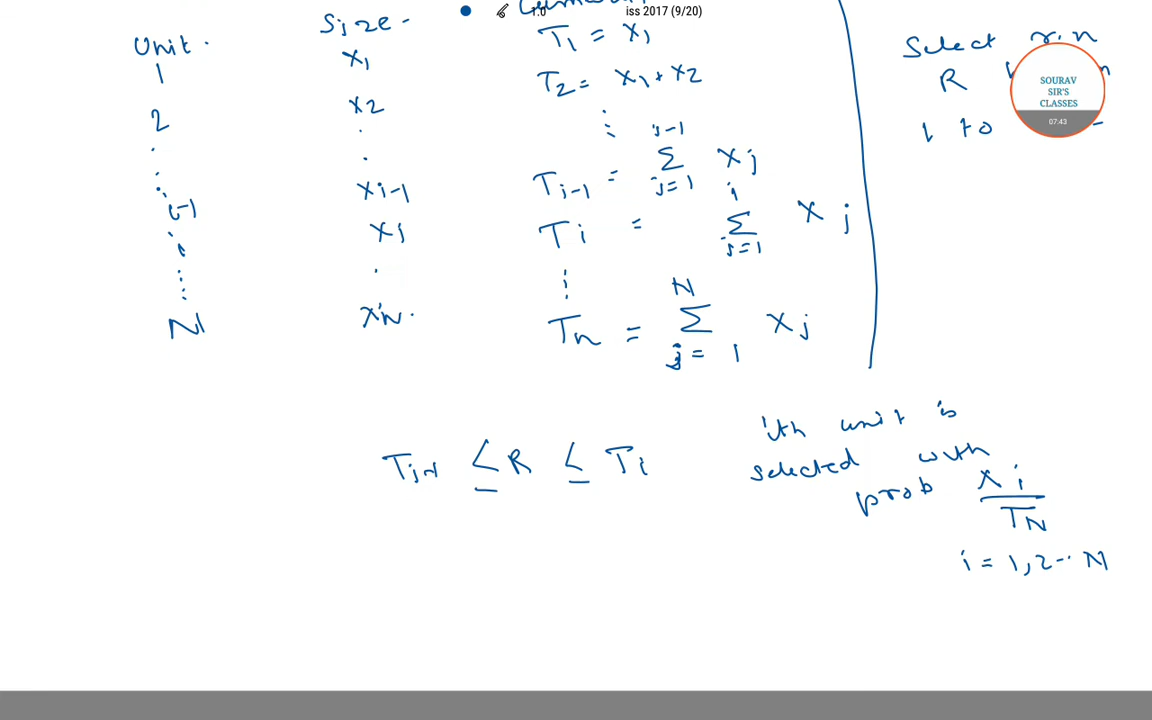 iss 2017 (9/20)
Unit. Size - T1 = x1 Select r.n
1 x1 R
2 x2 T2 = x1 + x2 1 to
SOURAV
SIR'S
CLASSES
07:43
i-1 xi-1 Ti-1 = i-1 Σ j=1 xj
i xi Ti = i Σ j=1 xj
N xN. Tn = N Σ j=1 xj
≤ R ≤ Ti
ith unit is
selected with
prob xi / TN
i = 1,2-- N